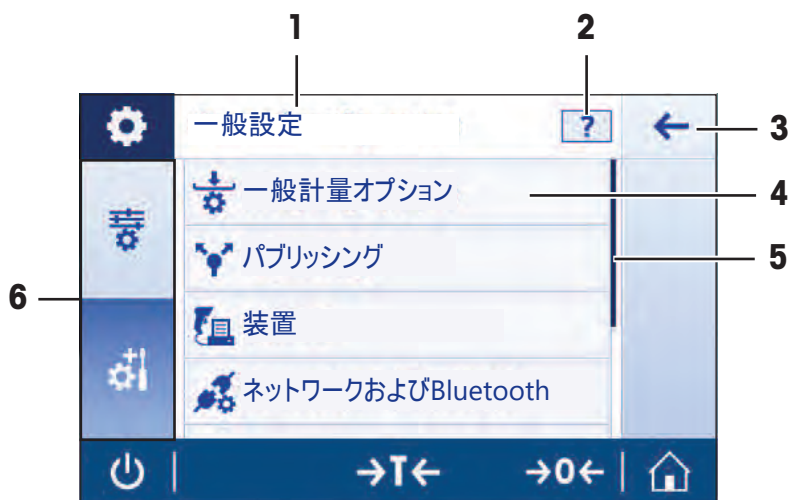 1 2
一般設定 ? 3
一般計量オプション 4
パブリッシング 5
6
装置
ネットワークおよびBluetooth
→T← →0←